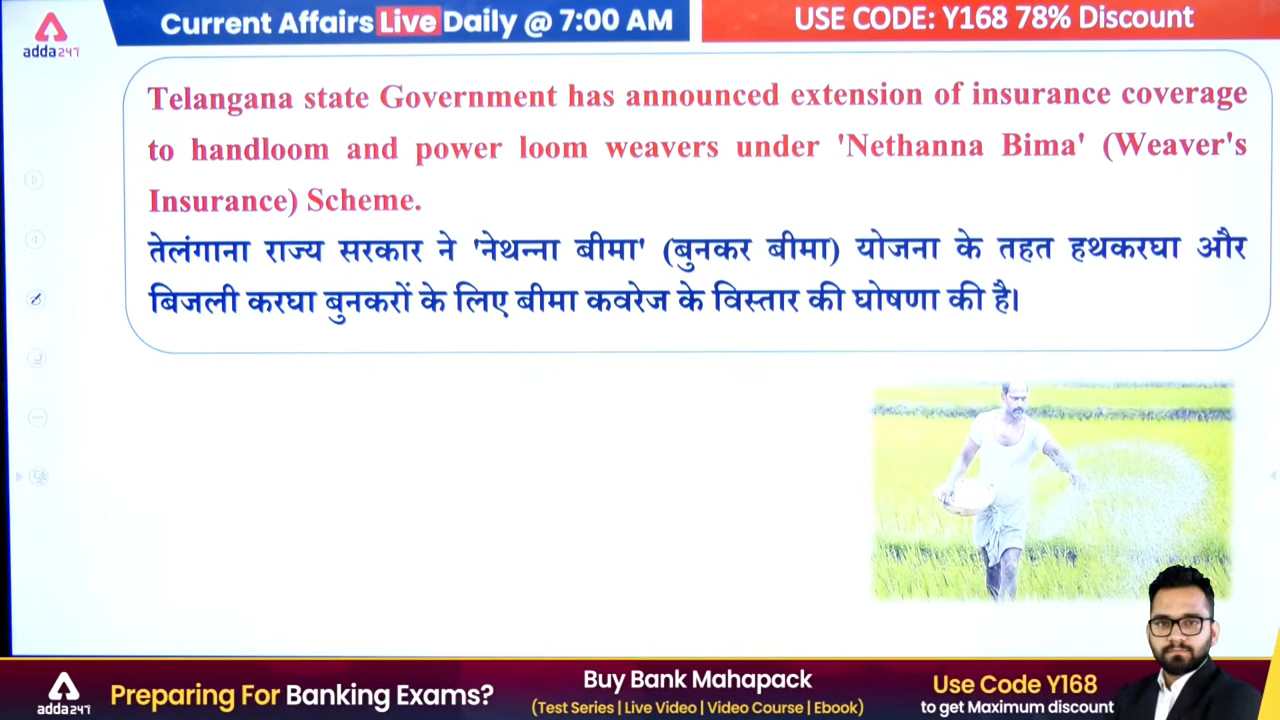 adda247
Current Affairs Live Daily @ 7:00 AM
USE CODE: Y168 78% Discount
Telangana state Government has announced extension of insurance coverage
to handloom and power loom weavers under 'Nethanna Bima' (Weaver's
Insurance) Scheme.
तेलंगाना राज्य सरकार ने 'नेथन्ना बीमा' (बुनकर बीमा) योजना के तहत हथकरघा और
बिजली करघा बुनकरों के लिए बीमा कवरेज के विस्तार की घोषणा की है।
adda247
Preparing For Banking Exams?
Buy Bank Mahapack
(Test Series | Live Video | Video Course | Ebook)
Use Code Y168
to get Maximum discount